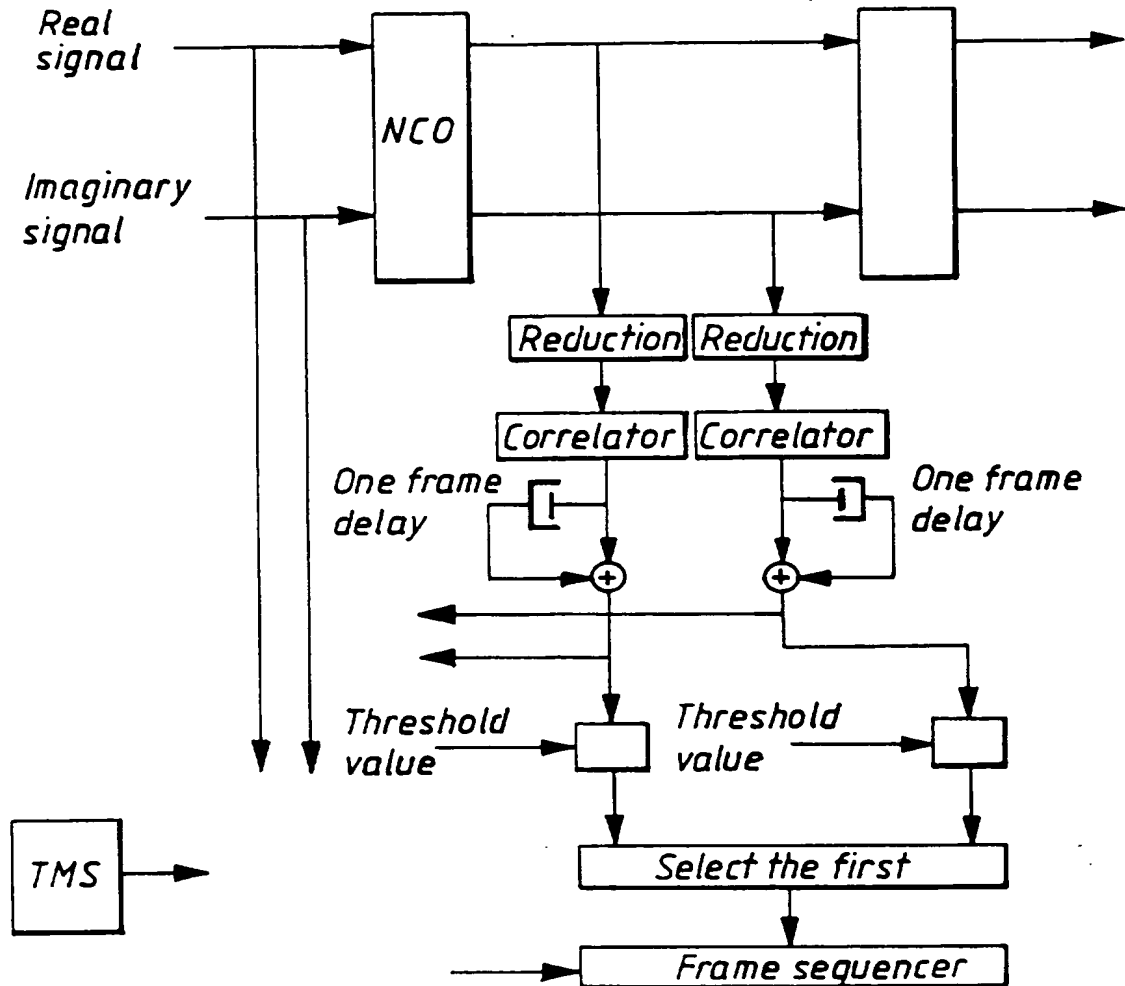 Real
signal
NCO
Imaginary
signal
Reduction
Reduction
Correlator
Correlator
One frame
delay
One frame
delay
+
+
Threshold
value
Threshold
value
TMS
Select the first
Frame sequencer